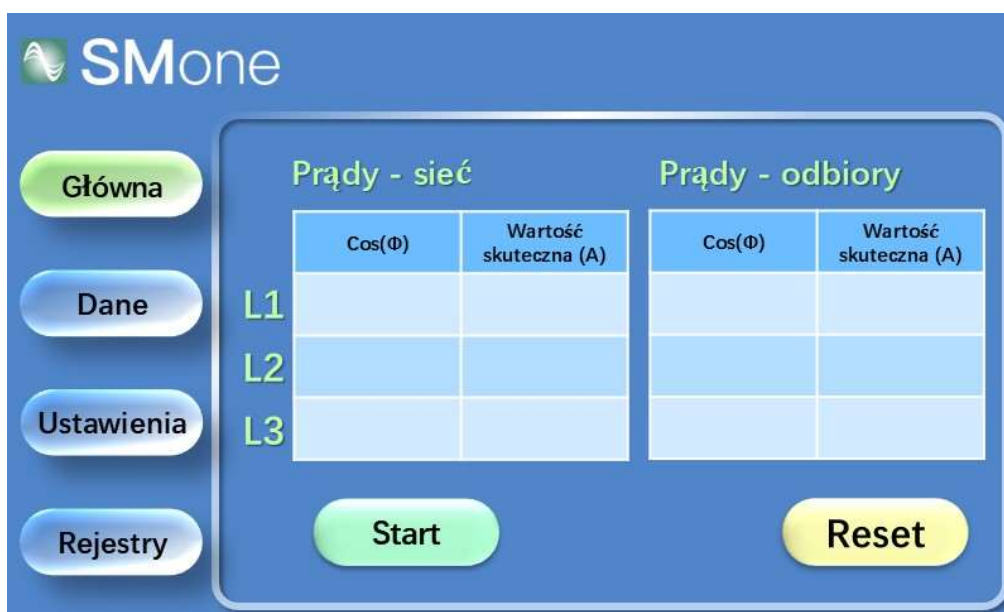 SMone
Główna
Dane
Ustawienia
Rejestry
Prądy - sieć
Prądy - odbiory
Cos(Φ)
Wartość
skuteczna (A)
Cos(Φ)
Wartość
skuteczna (A)
L1
L2
L3
Start
Reset